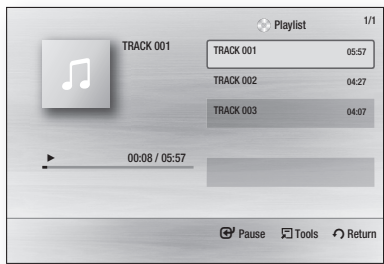 Playlist 1/1
TRACK 001
TRACK 001 05:57
TRACK 002 04:27
TRACK 003 04:07
00:08 / 05:57
Pause Tools Return